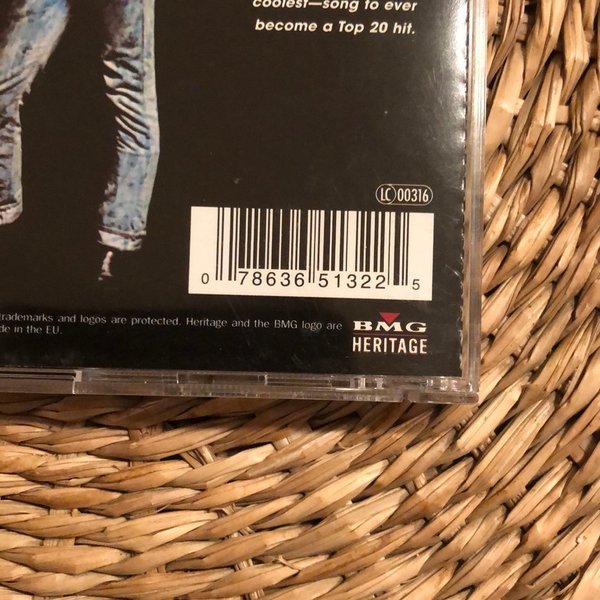 coolest—song to ever
become a Top 20 hit.
LC 00316
0 78636 51322 5
trademarks and logos are protected. Heritage and the BMG logo are
de in the EU.
BMG
HERITAGE